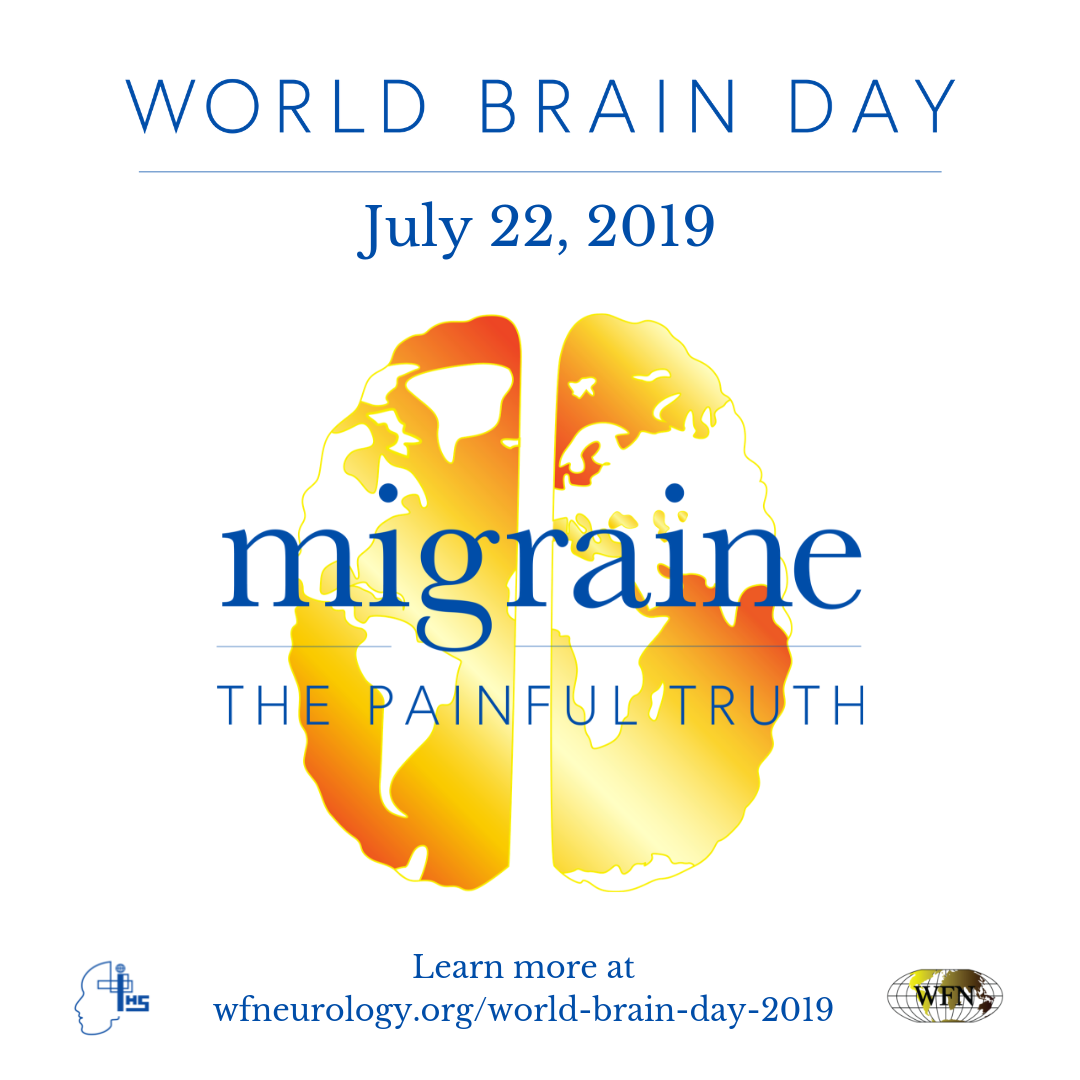 WORLD BRAIN DAY
July 22, 2019
migraine
THE PAINFUL TRUTH
Learn more at
wfneurology.org/world-brain-day-2019
iHS
WFN